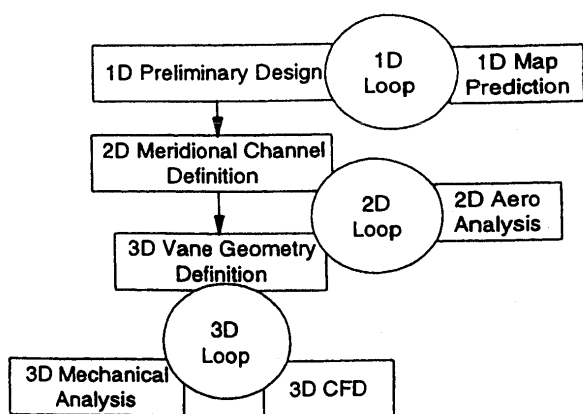 1D Preliminary Design
1D
Loop
1D Map
Prediction
2D Meridional Channel
Definition
2D
Loop
2D Aero
Analysis
3D Vane Geometry
Definition
3D
Loop
3D Mechanical
Analysis
3D CFD